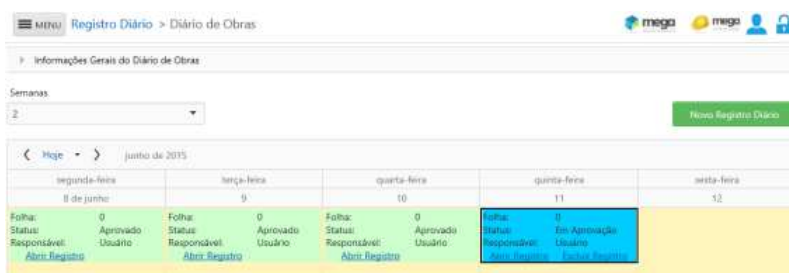 MENU Registro Diário > Diário de Obras mega mega
Informações Gerais do Diário de Obras
Semanas
2
Novo Registro Diário
Hoje junho de 2015
segunda-feira terça-feira quarta-feira quinta-feira sexta-feira
8 de junho 9 10 11 12
Folha: 0 Folha: 0 Folha: 0 Folha: 0
Status: Aprovado Status: Aprovado Status: Aprovado Status: Em Aprovação
Responsável: Usuário Responsável: Usuário Responsável: Usuário Responsável: Usuário
Abrir Registro Abrir Registro Abrir Registro Abrir Registro Excluir Registro